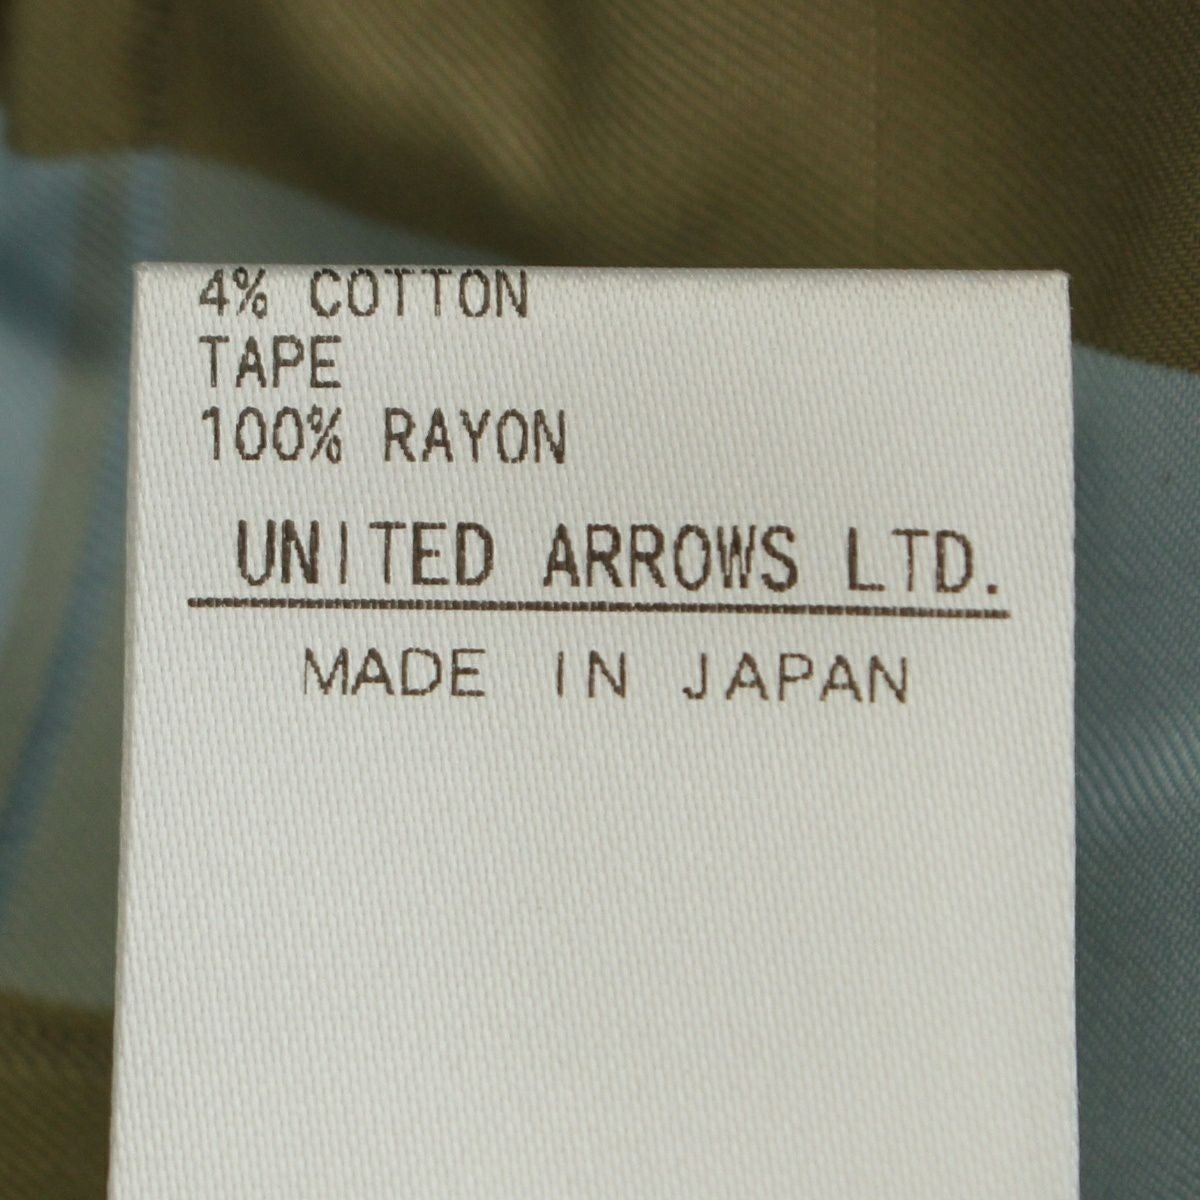 4% COTTON
TAPE
100% RAYON
UNITED ARROWS LTD.
MADE IN JAPAN